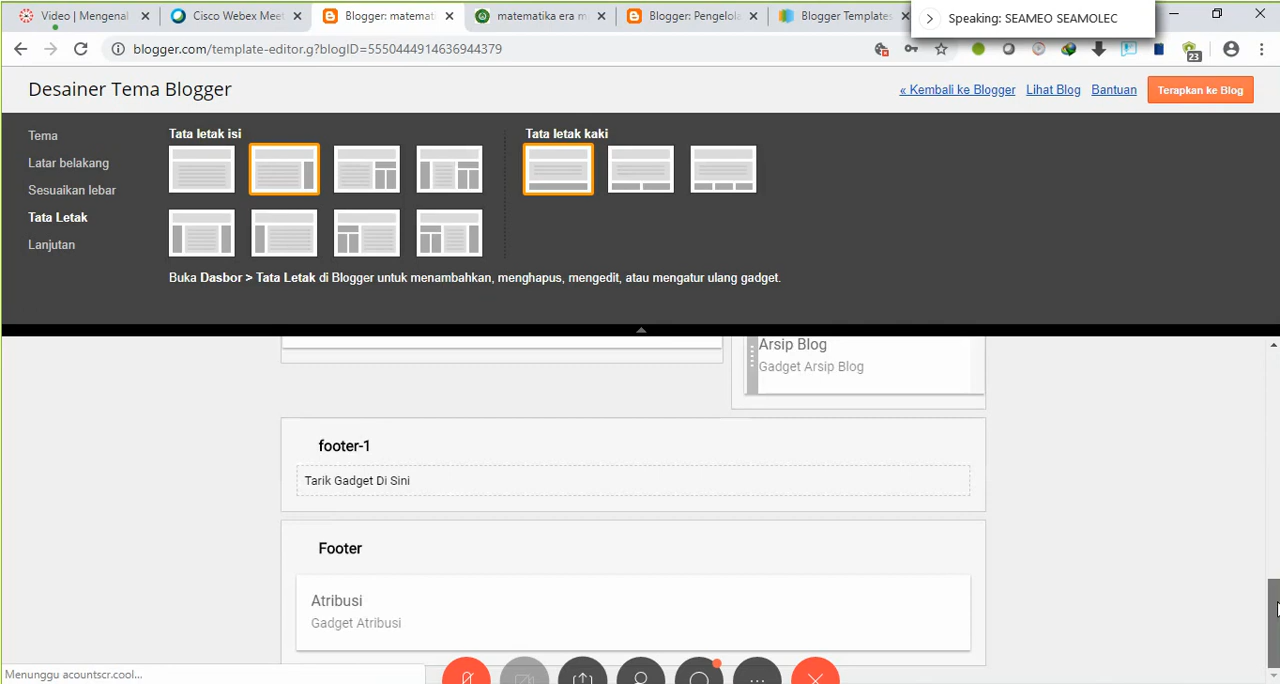 Video | Mengenal
Cisco Webex Meet
Blogger: matemati
matematika era m
Blogger: Pengelola
Blogger Templates
Speaking: SEAMEO SEAMOLEC
blogger.com/template-editor.g?blogID=5550444914636944379
23
Desainer Tema Blogger
« Kembali ke Blogger
Lihat Blog
Bantuan
Terapkan ke Blog
Tema
Latar belakang
Sesuaikan lebar
Tata Letak
Lanjutan
Tata letak isi
Tata letak kaki
Buka Dasbor > Tata Letak di Blogger untuk menambahkan, menghapus, mengedit, atau mengatur ulang gadget.
Arsip Blog
Gadget Arsip Blog
footer-1
Tarik Gadget Di Sini
Footer
Atribusi
Gadget Atribusi
Menunggu acountscr.cool...